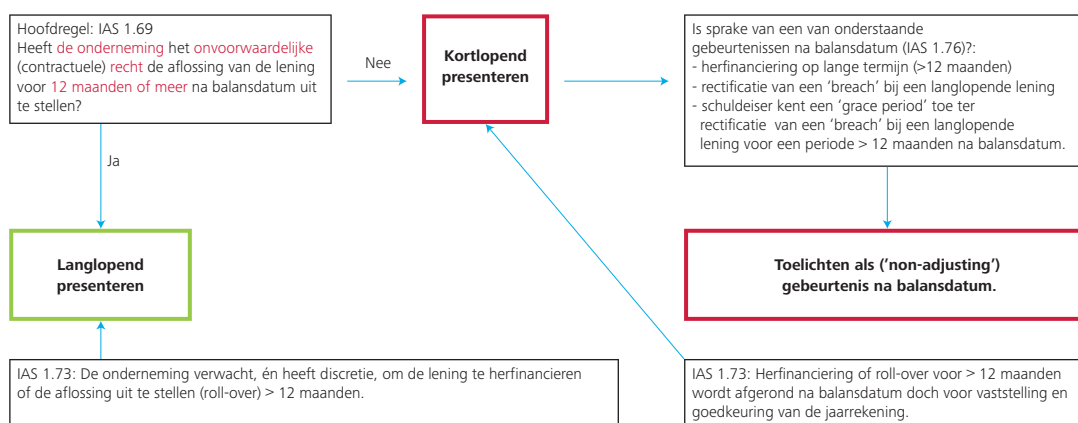 Hoofdregel: IAS 1.69
Heeft de onderneming het onvoorwaardelijke
(contractuele) recht de aflossing van de lening
voor 12 maanden of meer na balansdatum uit
te stellen?
Nee
Kortlopend
presenteren
Is sprake van een van onderstaande
gebeurtenissen na balansdatum (IAS 1.76)?:
- herfinanciering op lange termijn (>12 maanden)
- rectificatie van een ‘breach’ bij een langlopende lening
- schuldeiser kent een ‘grace period’ toe ter
rectificatie van een ‘breach’ bij een langlopende
lening voor een periode > 12 maanden na balansdatum.
Ja
Langlopend
presenteren
Toelichten als (‘non-adjusting’)
gebeurtenis na balansdatum.
IAS 1.73: De onderneming verwacht, én heeft discretie, om de lening te herfinancieren
of de aflossing uit te stellen (roll-over) > 12 maanden.
IAS 1.73: Herfinanciering of roll-over voor > 12 maanden
wordt afgerond na balansdatum doch voor vaststelling en
goedkeuring van de jaarrekening.